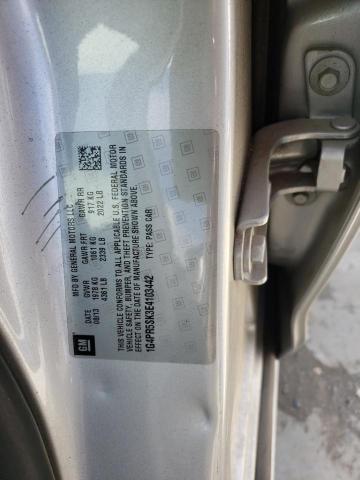 MFD BY GENERAL MOTORS LLC
DATE GVWR GAWR FRT GAWR RR
08/13 1978 KG 1061 KG 917 KG
4361 LB 2339 LB 2022 LB
THIS VEHICLE CONFORMS TO ALL APPLICABLE U.S. FEDERAL MOTOR
VEHICLE SAFETY, BUMPER, AND THEFT PREVENTION STANDARDS IN
EFFECT ON THE DATE OF MANUFACTURE SHOWN ABOVE.
1G4PR5SK3E4103442 TYPE: PASS CAR
GM